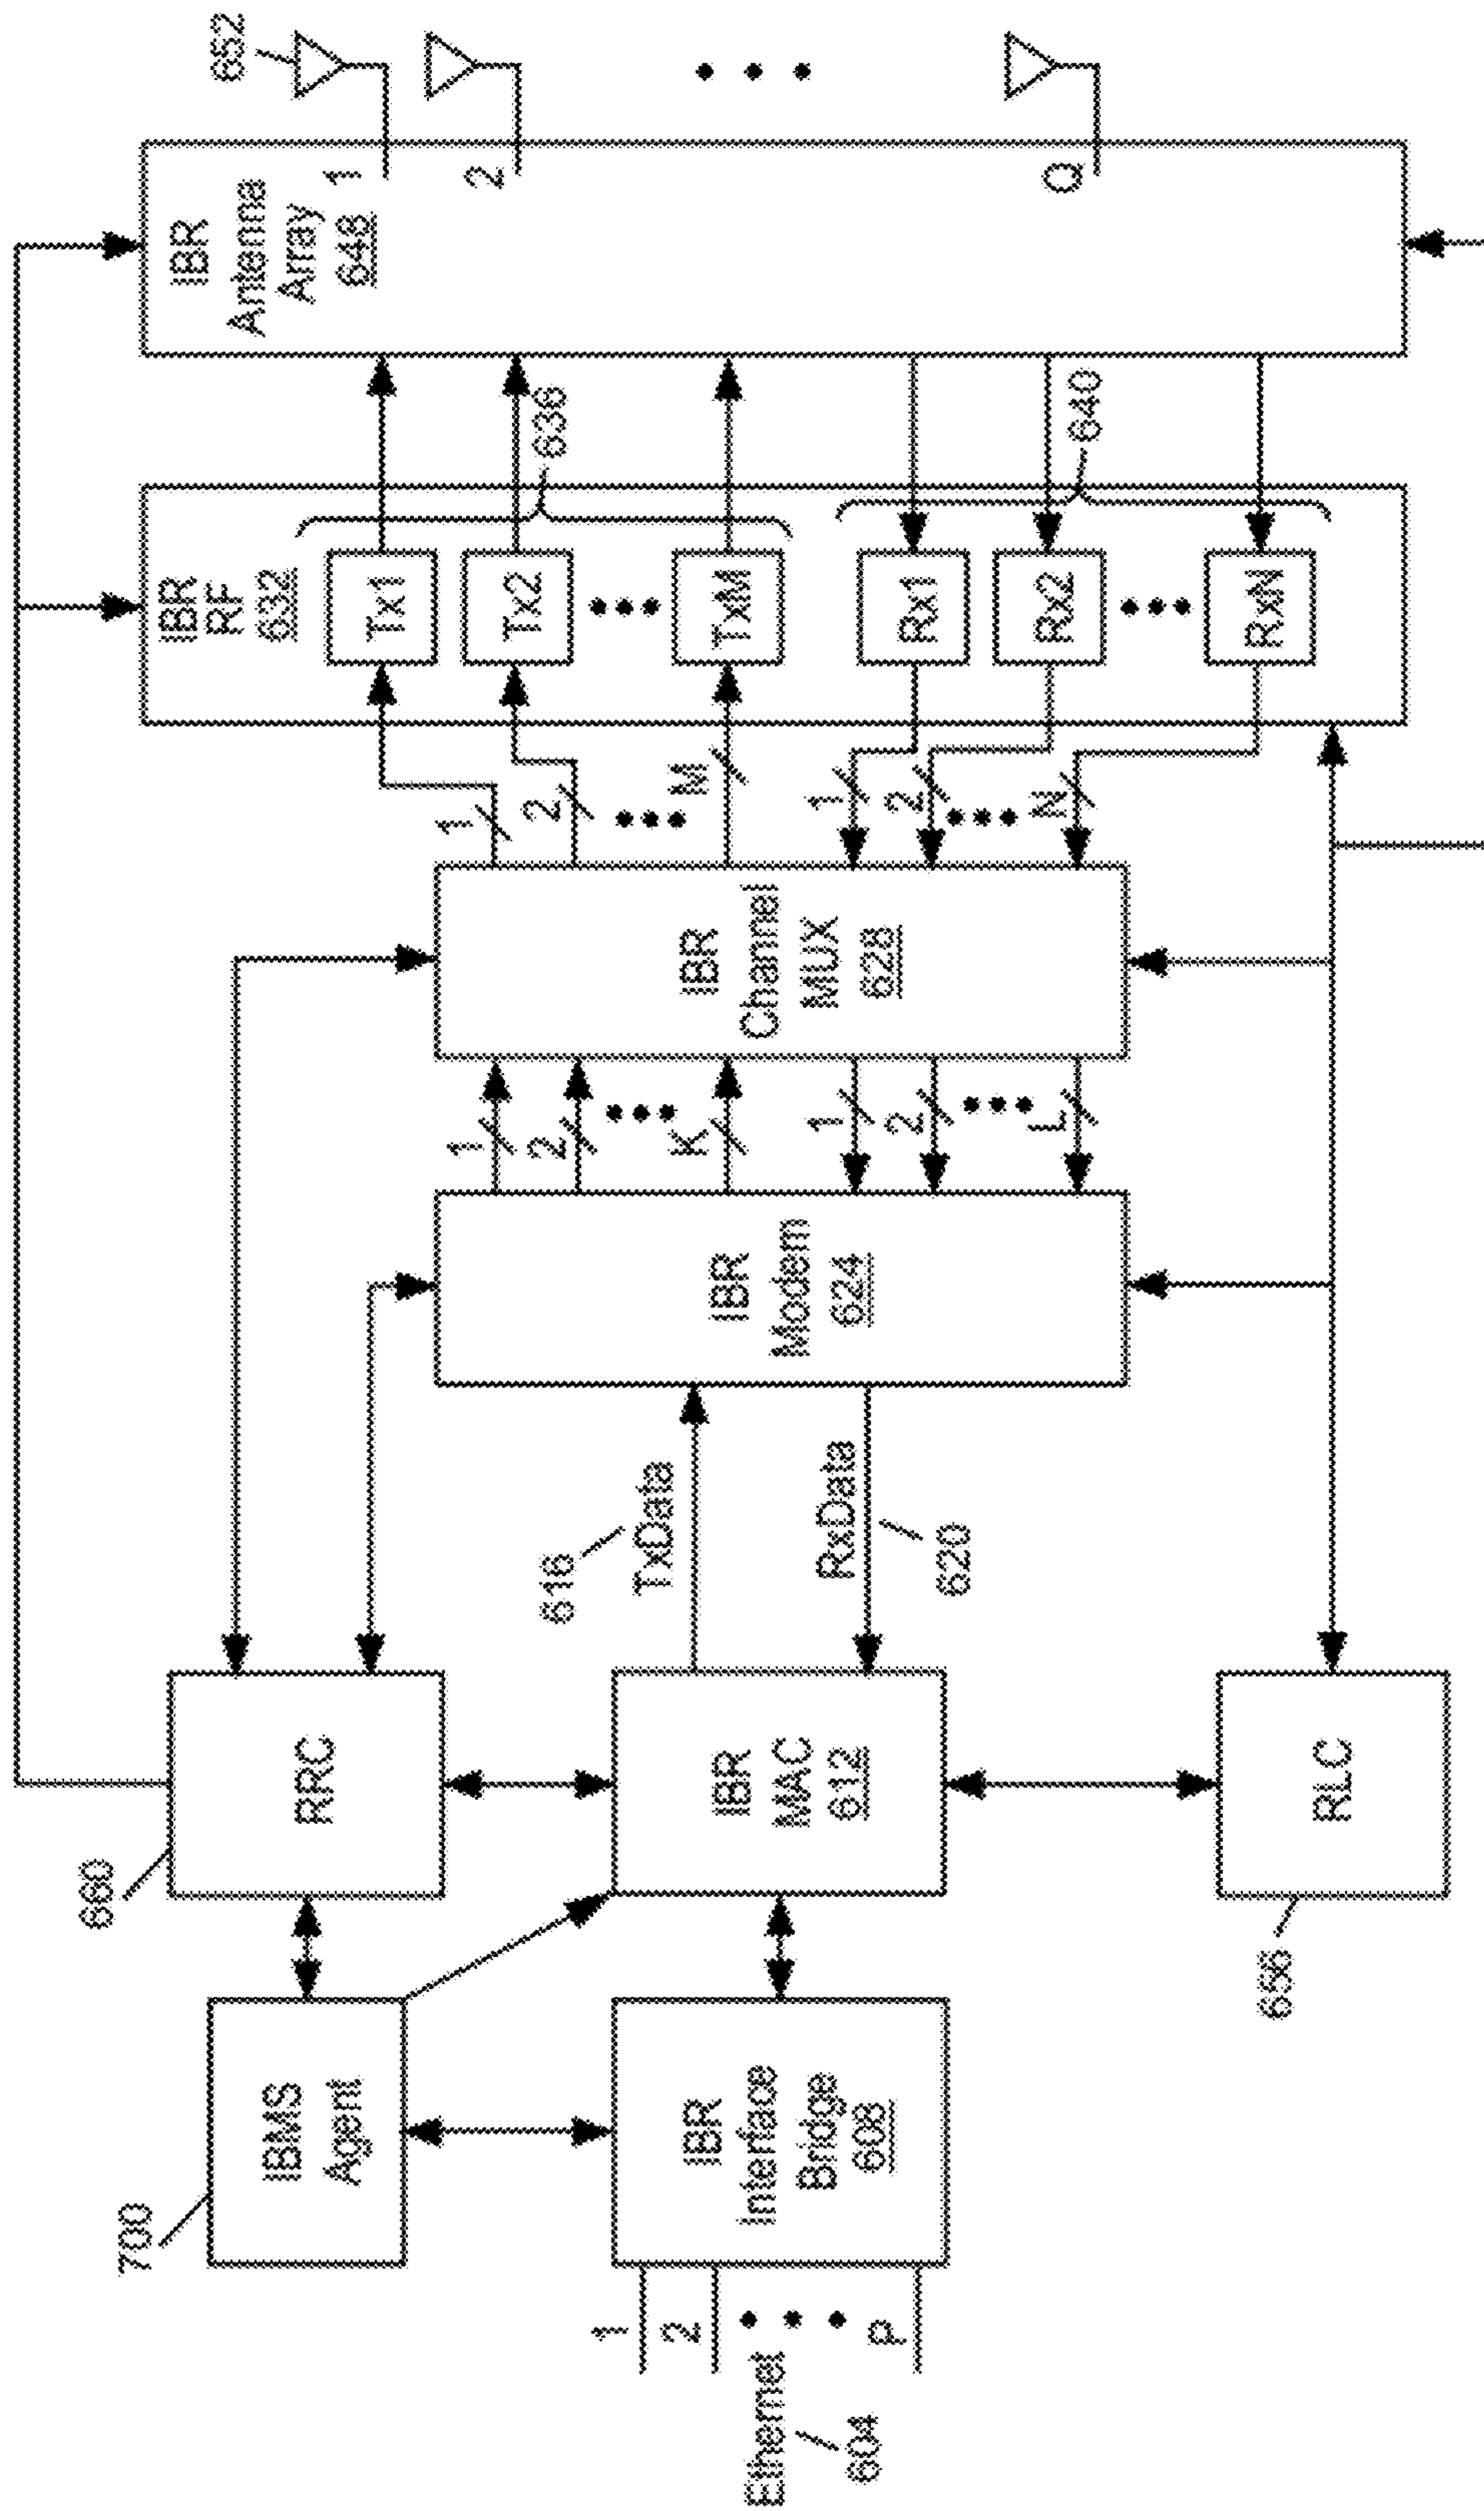 700
IBMS
Agent
660
RRC
Ethernet
604
1
2
P
IBR
Interface
Bridge
608
IBR
MAC
612
656
RLC
616
TxData
RxData
620
IBR
Modem
624
1
2
K
1
2
L
IBR
Channel
MUX
628
1
2
M
1
2
N
IBR
RF
632
Tx1
Tx2
TxM
Rx1
Rx2
RxN
636
640
IBR
Antenna
Array
648
1
2
Q
652